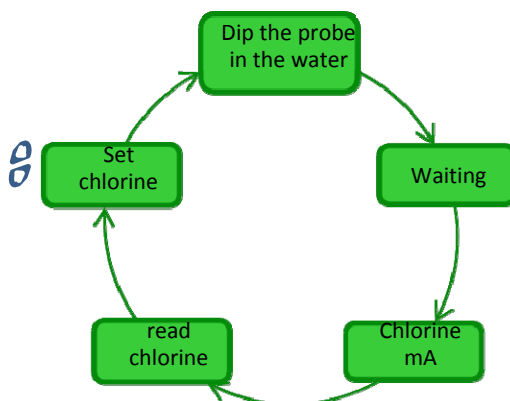 Dip the probe
in the water
Waiting
Chlorine
mA
read
chlorine
Set
chlorine